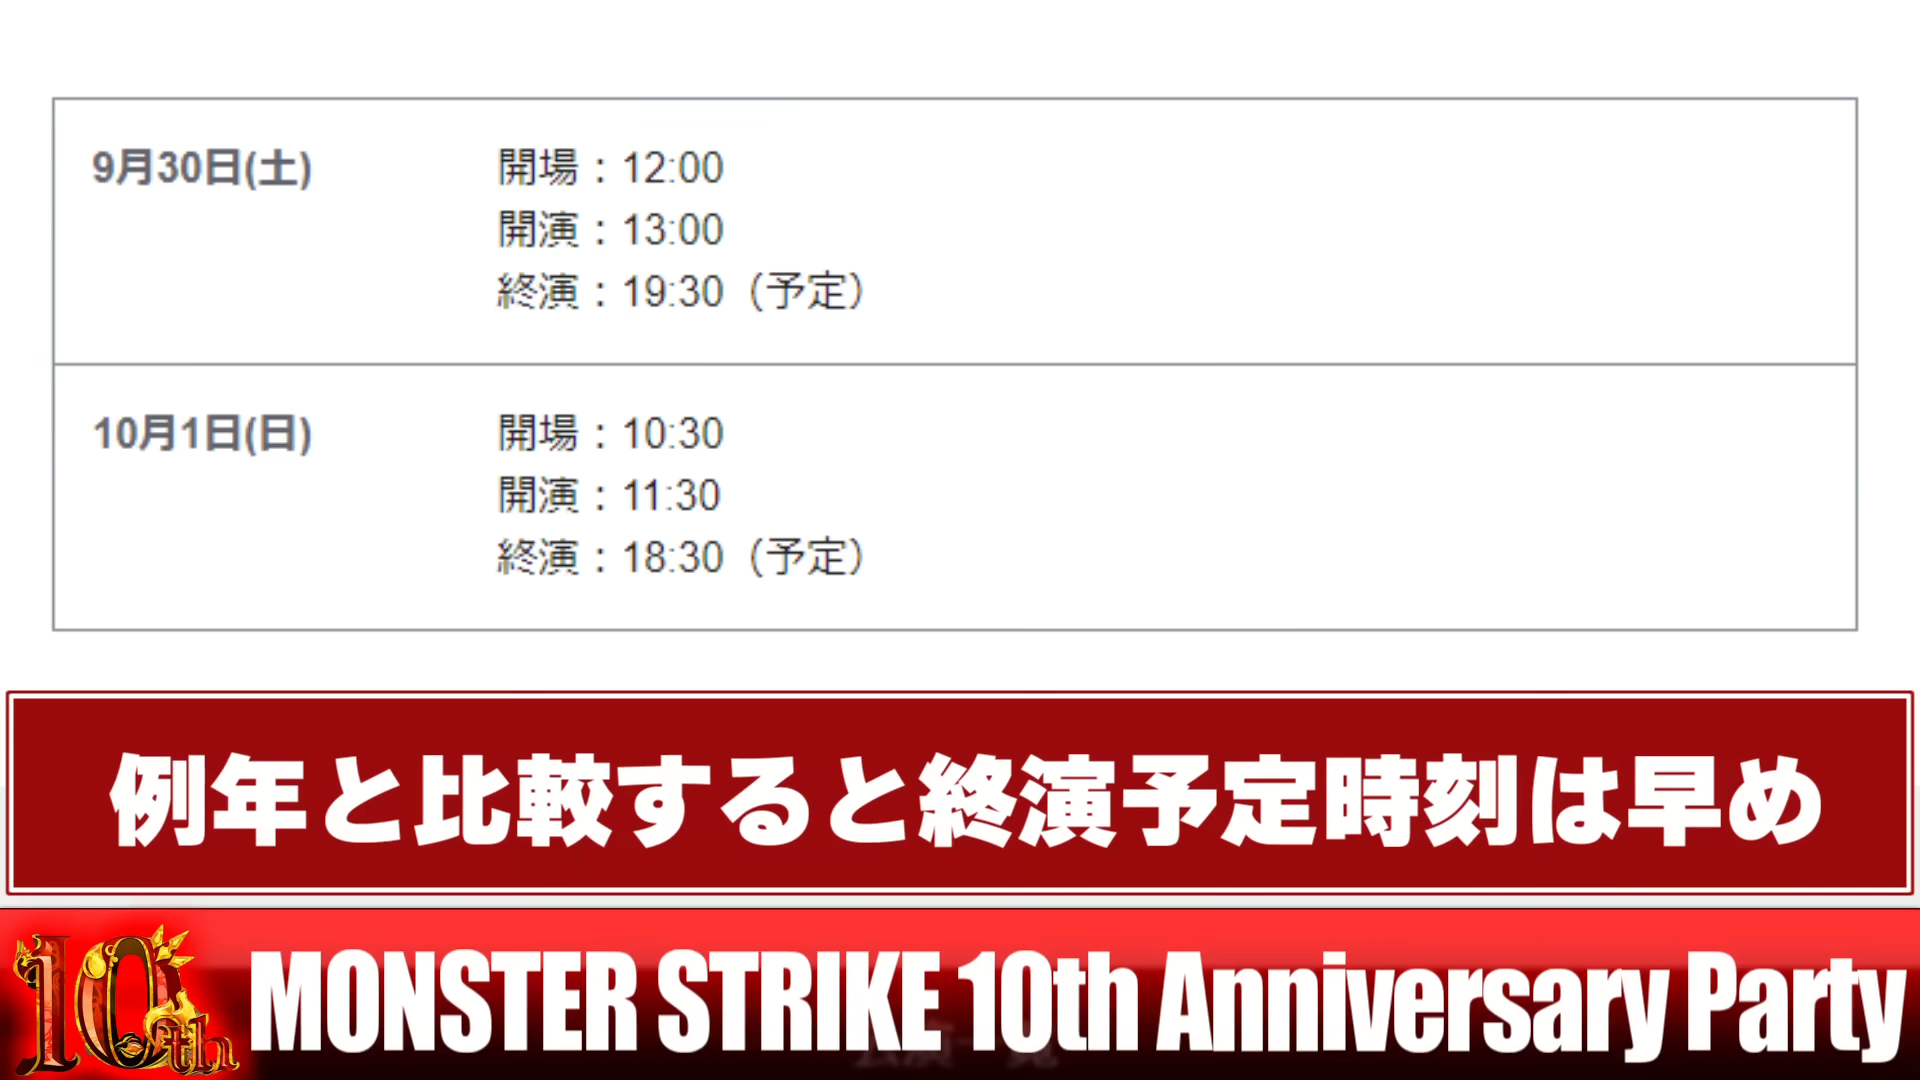 9月30日(土)
開場：12:00
開演：13:00
終演：19:30（予定）
10月1日(日)
開場：10:30
開演：11:30
終演：18:30（予定）
例年と比較すると終演予定時刻は早め
10th
MONSTER STRIKE 10th Anniversary Party